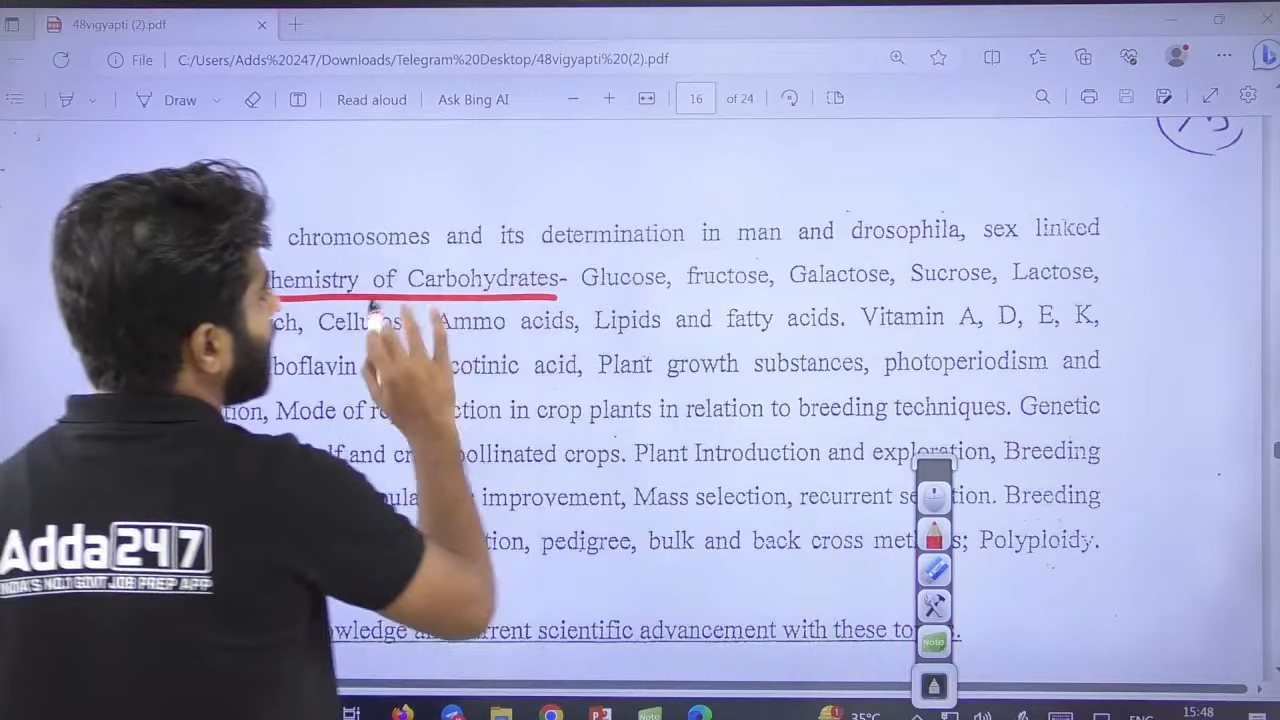 48vigyapti (2).pdf
File C:/Users/Adds%20247/Downloads/Telegram%20Desktop/48vigyapti%20(2).pdf
Draw Read aloud Ask Bing AI 16 of 24
chromosomes and its determination in man and drosophila, sex linked
hemistry of Carbohydrates- Glucose, fructose, Galactose, Sucrose, Lactose,
ch, Ammo acids, Lipids and fatty acids. Vitamin A, D, E, K,
boflavin cotinic acid, Plant growth substances, photoperiodism and
tion, Mode of ction in crop plants in relation to breeding techniques. Genetic
lf and cr pollinated crops. Plant Introduction and exploration, Breeding
pula improvement, Mass selection, recurrent se tion. Breeding
tion, pedigree, bulk and back cross met s; Polyploidy.
wledge a rrent scientific advancement with these to
Note
Adda247
INDIA'S NO.1 GOVT JOB PREP APP
35°C
ENG
15:48